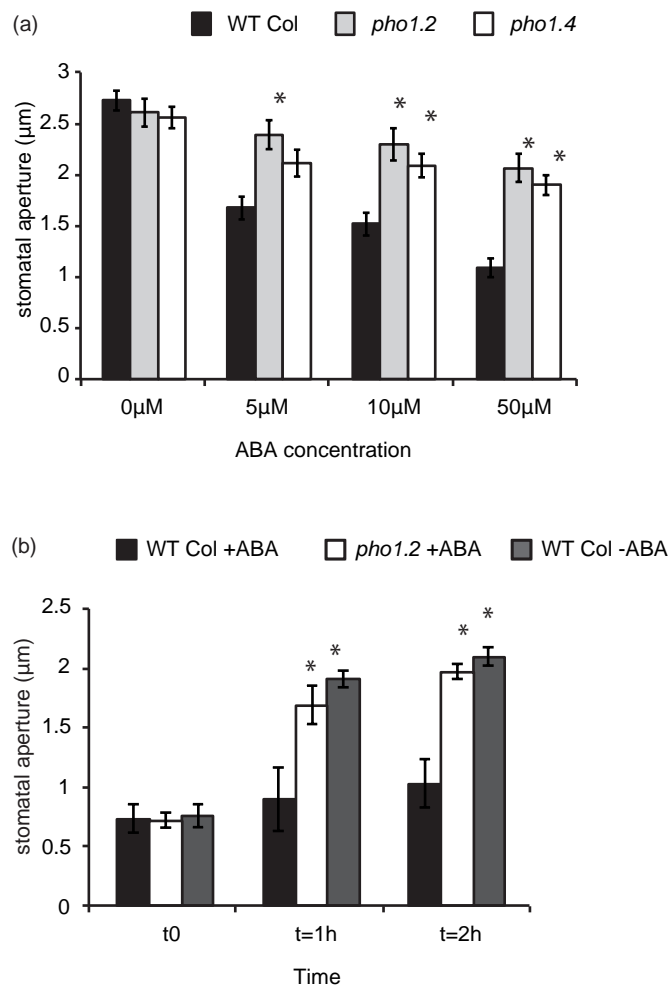 (a)
WT Col pho1.2 pho1.4
stomatal aperture (µm)
3
2.5
2
1.5
1
0.5
0
* * * * *
0µM 5µM 10µM 50µM
ABA concentration
(b)
WT Col +ABA pho1.2 +ABA WT Col -ABA
stomatal aperture (µm)
2.5
2
1.5
1
0.5
0
* * * *
t0 t=1h t=2h
Time